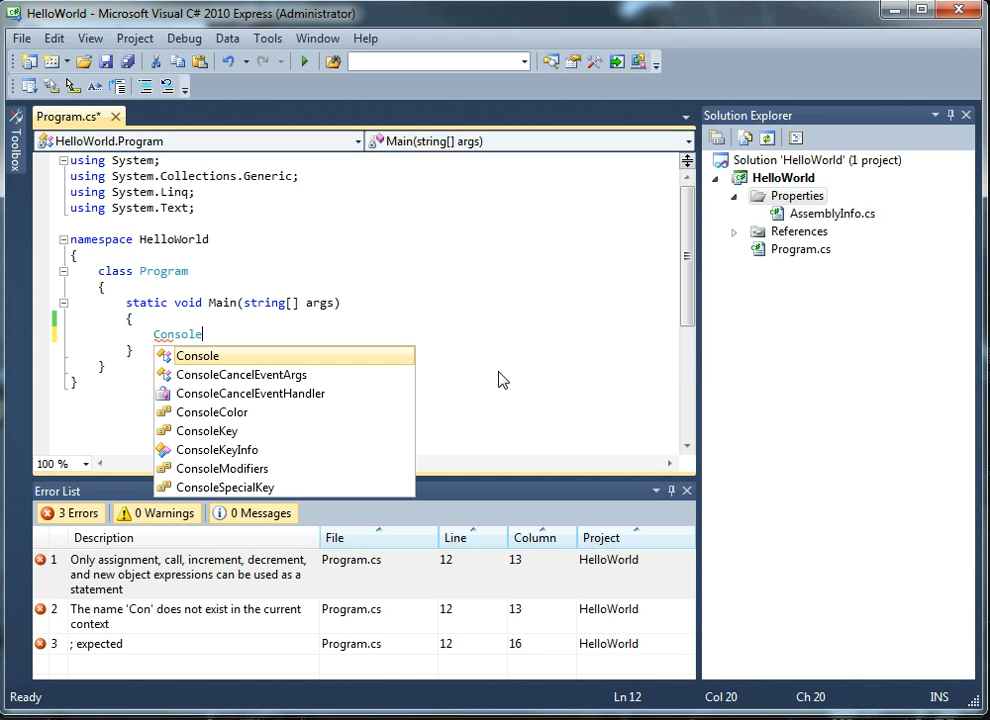 HelloWorld - Microsoft Visual C# 2010 Express (Administrator)
File Edit View Project Debug Data Tools Window Help
Program.cs*
HelloWorld.Program
Main(string[] args)
Toolbox
using System;
using System.Collections.Generic;
using System.Linq;
using System.Text;
namespace HelloWorld
{
class Program
{
static void Main(string[] args)
{
Console
}
}
}
Console
ConsoleCancelEventArgs
ConsoleCancelEventHandler
ConsoleColor
ConsoleKey
ConsoleKeyInfo
ConsoleModifiers
ConsoleSpecialKey
100 %
Solution Explorer
Solution 'HelloWorld' (1 project)
HelloWorld
Properties
AssemblyInfo.cs
References
Program.cs
Error List
3 Errors 0 Warnings 0 Messages
Description File Line Column Project
1 Only assignment, call, increment, decrement, Program.cs 12 13 HelloWorld
and new object expressions can be used as a
statement
2 The name 'Con' does not exist in the current Program.cs 12 13 HelloWorld
context
3 ; expected Program.cs 12 16 HelloWorld
Ready Ln 12 Col 20 Ch 20 INS